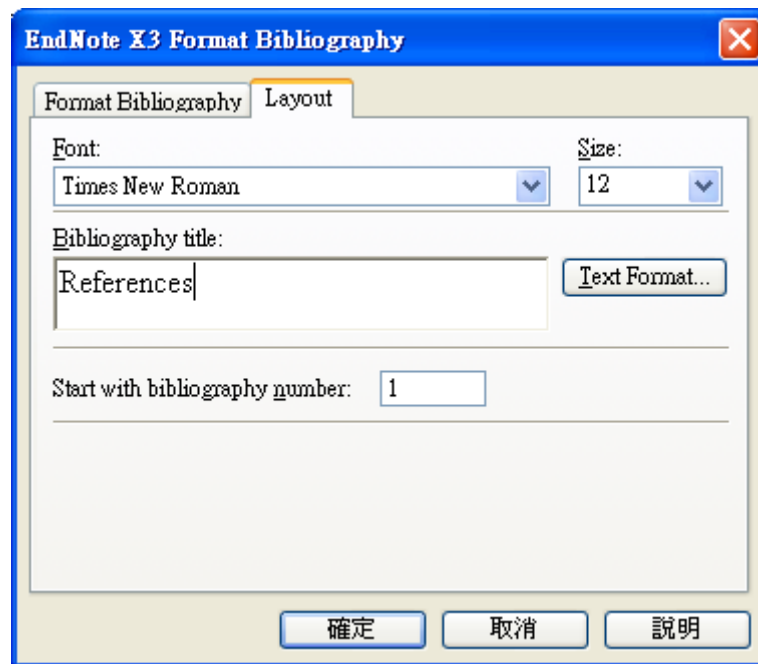 EndNote X3 Format Bibliography
Format Bibliography Layout
Font: Size:
Times New Roman 12
Bibliography title:
References Text Format...
Start with bibliography number: 1
確定 取消 說明